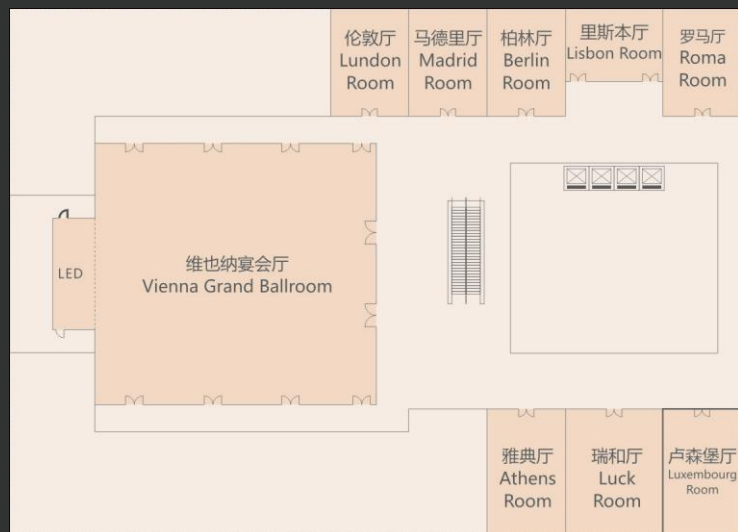 伦敦厅
Lundon
Room
马德里厅
Madrid
Room
柏林厅
Berlin
Room
里斯本厅
Lisbon Room
罗马厅
Roma
Room
LED
维也纳宴会厅
Vienna Grand Ballroom
雅典厅
Athens
Room
瑞和厅
Luck
Room
卢森堡厅
Luxembourg
Room